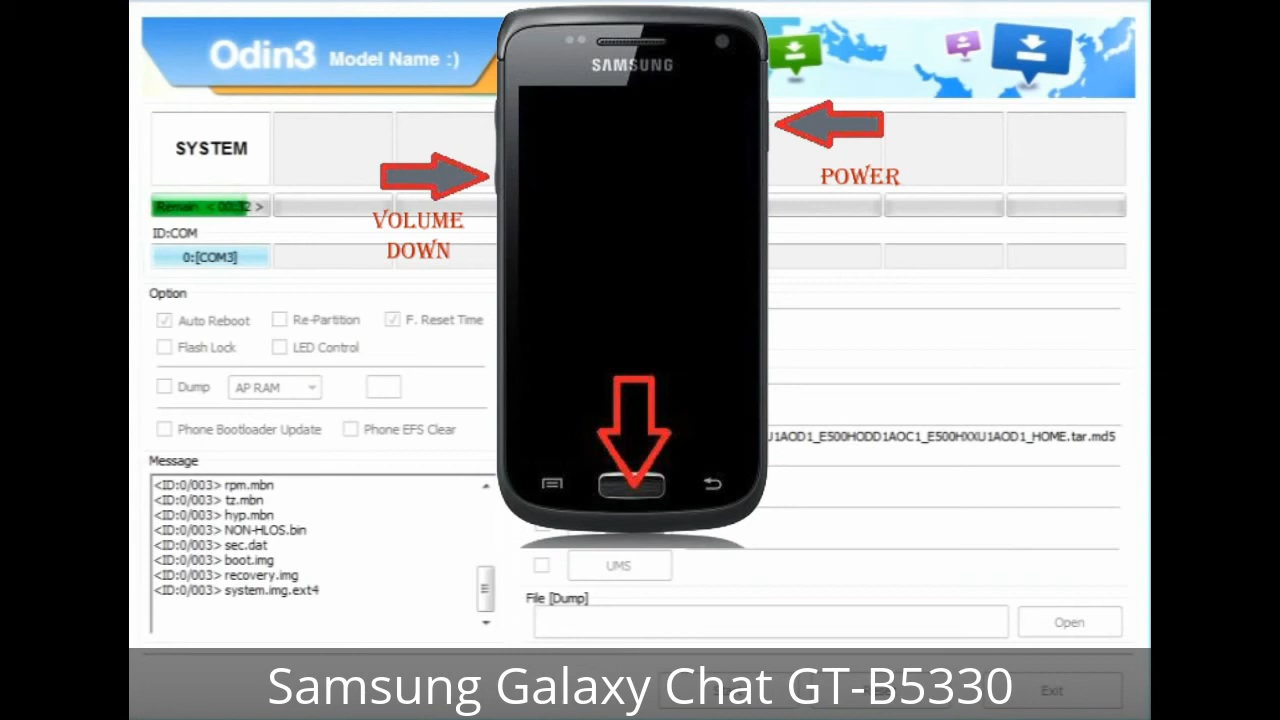 Odin3 Model Name :)
SAMSUNG
SYSTEM
POWER
VOLUME
DOWN
Remain < 00:32 >
ID:COM
0:[COM3]
Option
Auto Reboot Re-Partition F. Reset Time
Flash Lock LED Control
Dump AP RAM
Phone Bootloader Update Phone EFS Clear
U1AOD1_E500HODD1AOC1_E500HXXU1AOD1_HOME.tar.md5
Message
<ID:0/003> rpm.mbn
<ID:0/003> tz.mbn
<ID:0/003> hyp.mbn
<ID:0/003> NON-HLOS.bin
<ID:0/003> sec.dat
<ID:0/003> boot.img
<ID:0/003> recovery.img
<ID:0/003> system.img.ext4
UMS
File [Dump]
Open
Samsung Galaxy Chat GT-B5330
Exit